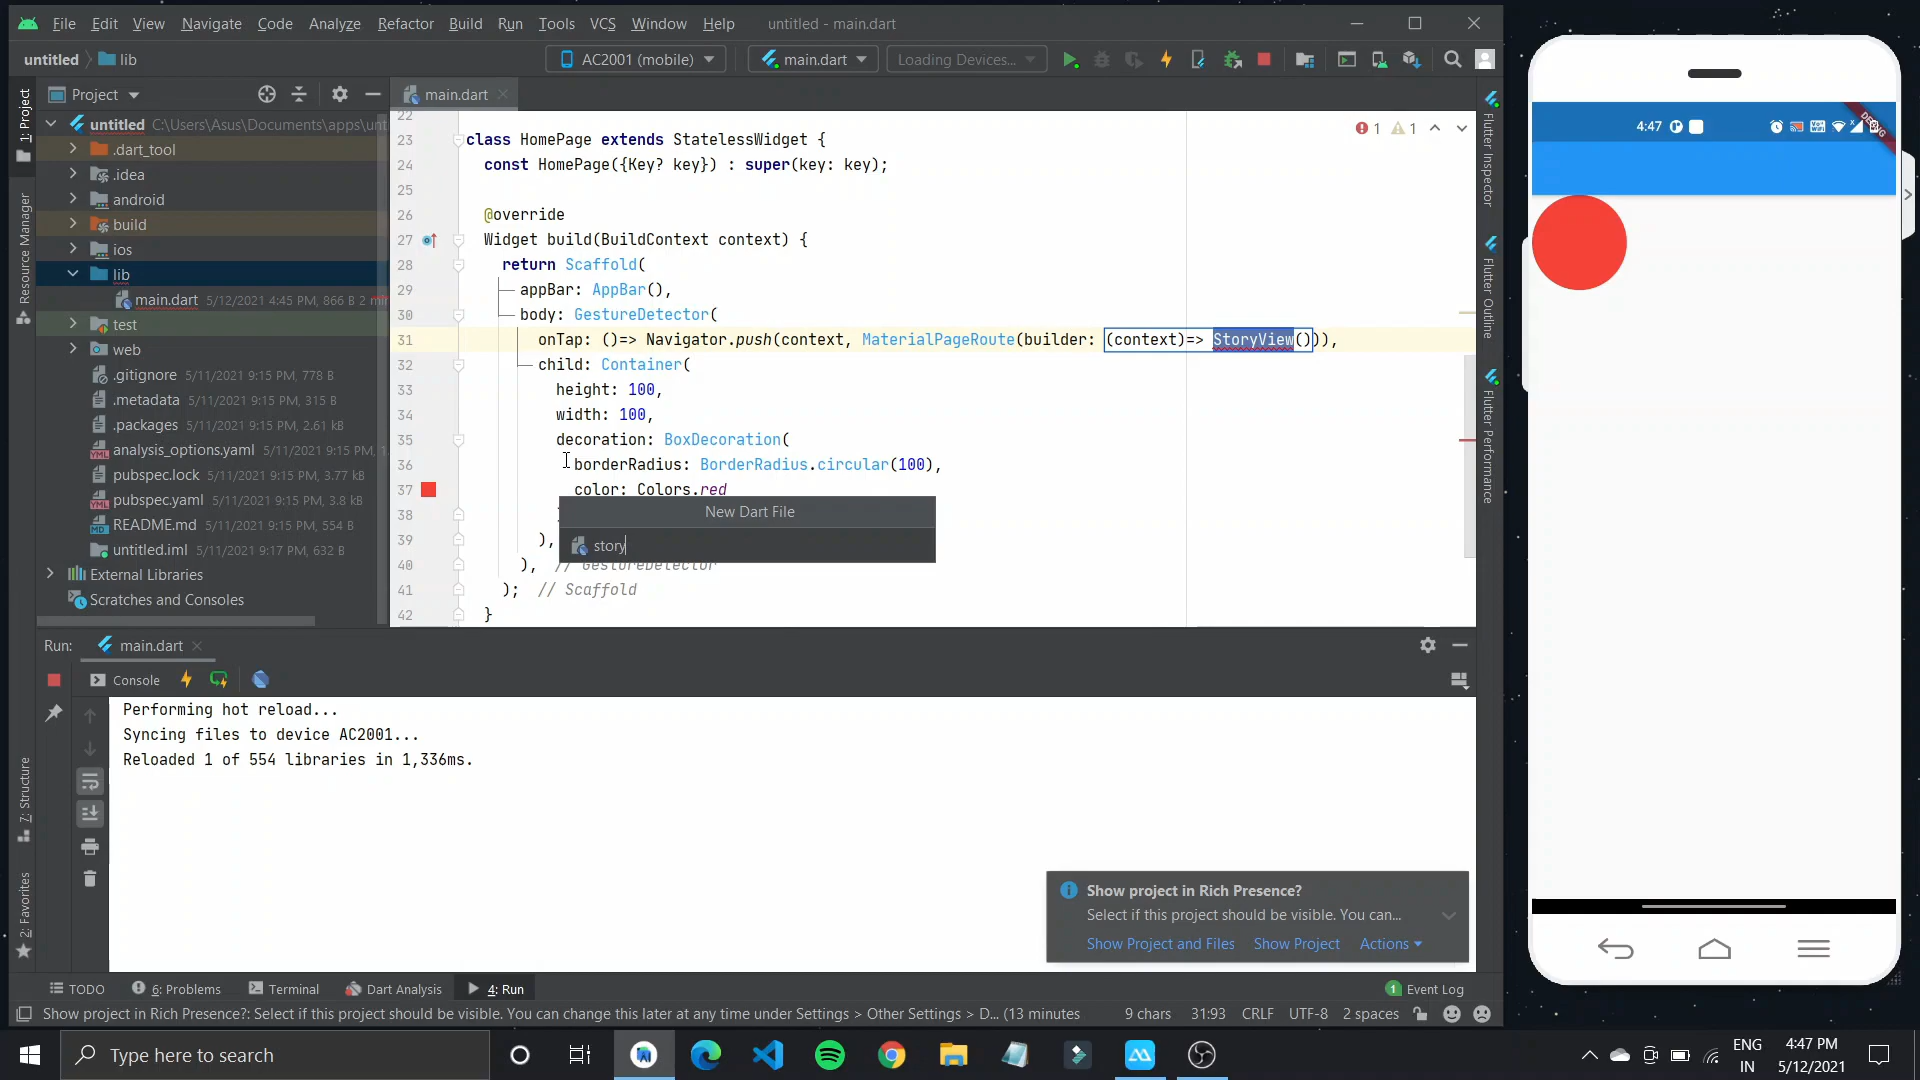 File Edit View Navigate Code Analyze Refactor Build Run Tools VCS Window Help untitled - main.dart
untitled lib AC2001 (mobile) main.dart Loading Devices...
Project main.dart
untitled C:\Users\Asus\Documents\apps\unt
.dart_tool
.idea
android
build
ios
lib
main.dart 5/12/2021 4:45 PM, 866 B 2 mi
test
web
.gitignore 5/11/2021 9:15 PM, 778 B
.metadata 5/11/2021 9:15 PM, 315 B
.packages 5/11/2021 9:15 PM, 2.61 kB
analysis_options.yaml 5/11/2021 9:15 PM, 1.
pubspec.lock 5/11/2021 9:15 PM, 3.77 kB
pubspec.yaml 5/11/2021 9:15 PM, 3.8 kB
README.md 5/11/2021 9:15 PM, 554 B
untitled.iml 5/11/2021 9:17 PM, 632 B
External Libraries
Scratches and Consoles
1: Project
Resource Manager
7: Structure
2: Favorites
22
23 class HomePage extends StatelessWidget {
24 const HomePage({Key? key}) : super(key: key);
25
26 @override
27 Widget build(BuildContext context) {
28 return Scaffold(
29 appBar: AppBar(),
30 body: GestureDetector(
31 onTap: ()=> Navigator.push(context, MaterialPageRoute(builder: (context)=> StoryView())),
32 child: Container(
33 height: 100,
34 width: 100,
35 decoration: BoxDecoration(
36 borderRadius: BorderRadius.circular(100),
37 color: Colors.red
38
39 ),
40 ), // GestureDetector
41 ); // Scaffold
42 }
1 1
New Dart File
story
Flutter Inspector
Flutter Outline
Flutter Performance
Run: main.dart
Console
Performing hot reload...
Syncing files to device AC2001...
Reloaded 1 of 554 libraries in 1,336ms.
Show project in Rich Presence?
Select if this project should be visible. You can...
Show Project and Files Show Project Actions
TODO 6: Problems Terminal Dart Analysis 4: Run 1 Event Log
Show project in Rich Presence?: Select if this project should be visible. You can change this later at any time under Settings > Other Settings > D... (13 minutes 9 chars 31:93 CRLF UTF-8 2 spaces
4:47
DEBUG
Type here to search
ENG
IN
4:47 PM
5/12/2021